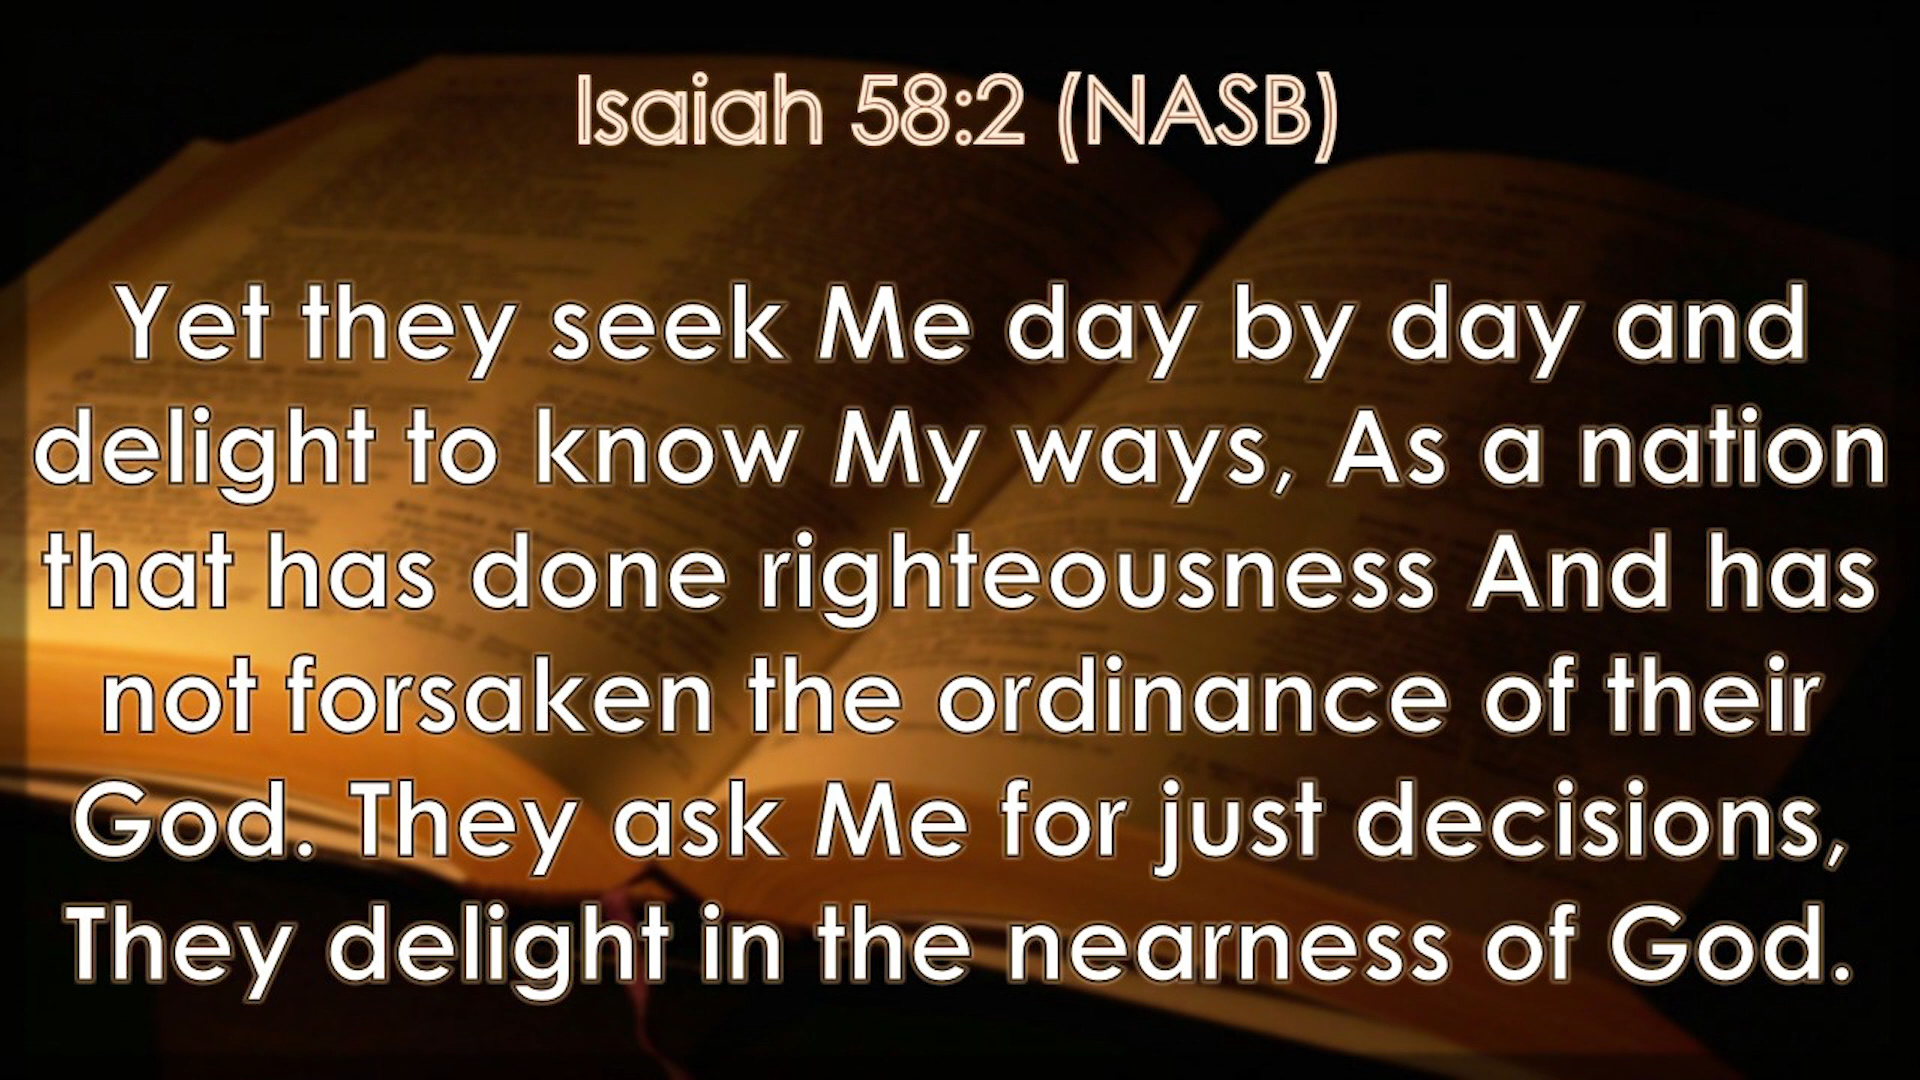 Isaiah 58:2 (NASB)
Yet they seek Me day by day and
delight to know My ways, As a nation
that has done righteousness And has
not forsaken the ordinance of their
God. They ask Me for just decisions,
They delight in the nearness of God.